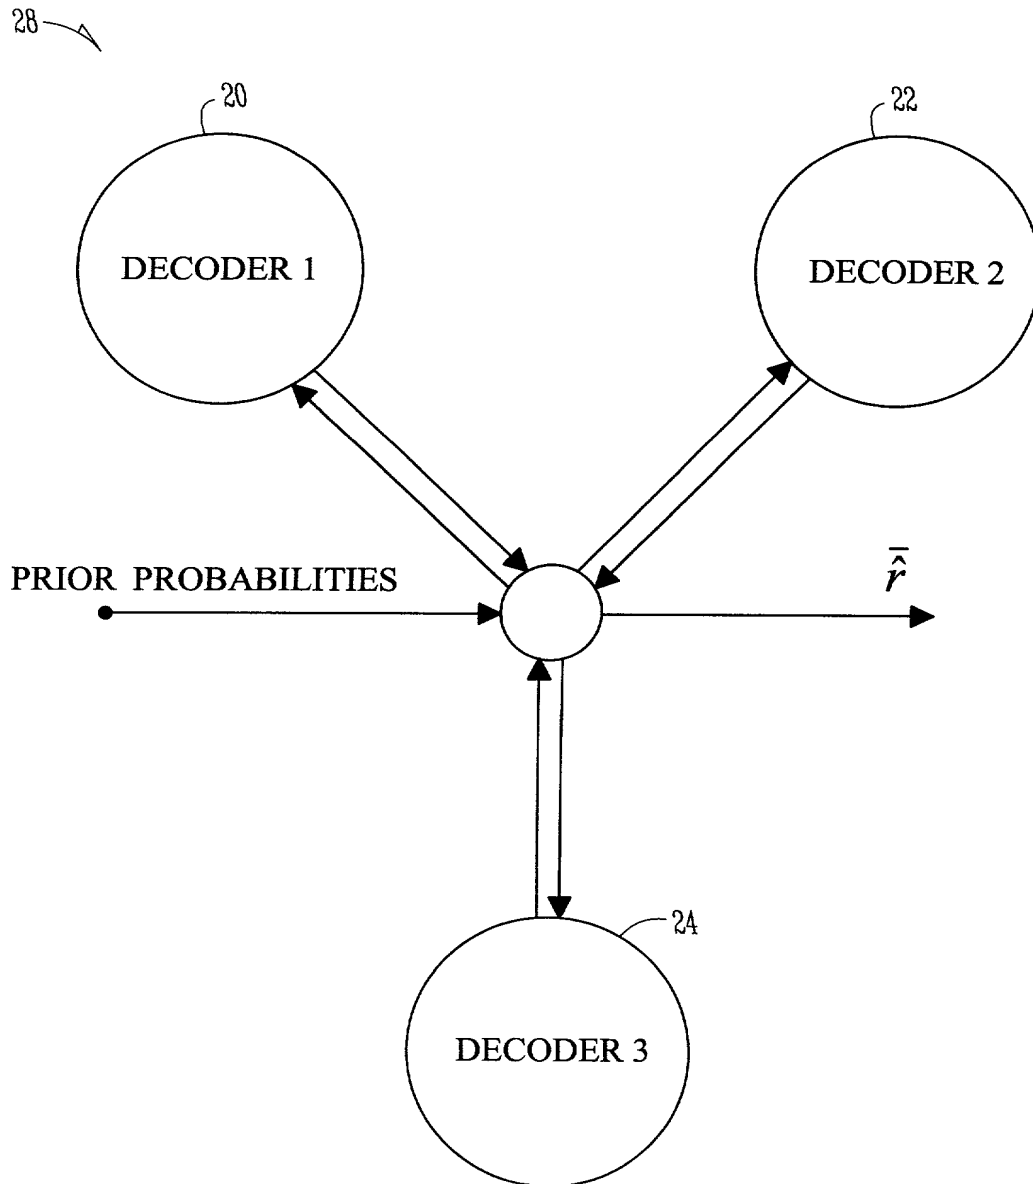 28
20
22
DECODER 1
DECODER 2
PRIOR PROBABILITIES
r̂̄
24
DECODER 3